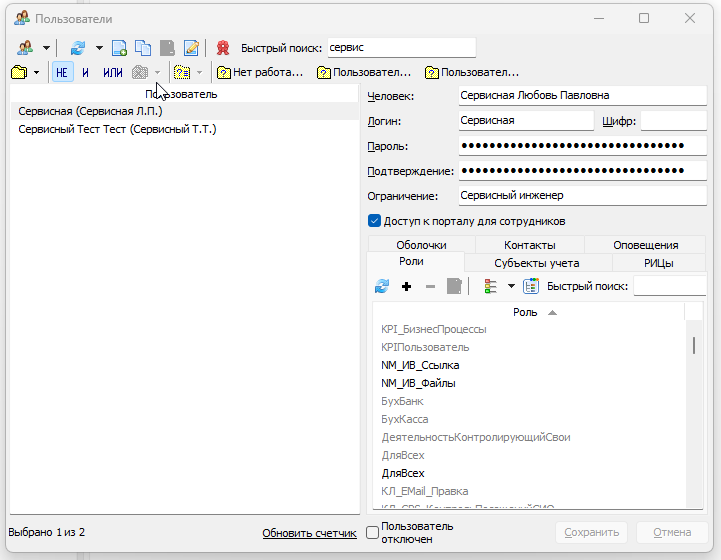 Пользователи
Быстрый поиск: сервис
НЕ И ИЛИ Нет работа... Пользовател... Пользовател...
Пользователь
Сервисная (Сервисная Л.П.)
Сервисный Тест Тест (Сервисный Т.Т.)
Человек: Сервисная Любовь Павловна
Логин: Сервисная Шифр:
Пароль: ●●●●●●●●●●●●●●●●●●●●●●●●●●●●●●●●
Подтверждение: ●●●●●●●●●●●●●●●●●●●●●●●●●●●●●●●●
Ограничение: Сервисный инженер
Доступ к порталу для сотрудников
Оболочки Контакты Оповещения
Роли Субъекты учета РИЦы
Быстрый поиск:
Роль
KPI_БизнесПроцессы
KPIПользователь
NM_ИВ_Ссылка
NM_ИВ_Файлы
БухБанк
БухКасса
ДеятельностьКонтролирующийСвои
ДляВсех
ДляВсех
КЛ_EMail_Правка
Выбрано 1 из 2 Обновить счетчик
Пользователь
отключен
Сохранить Отмена